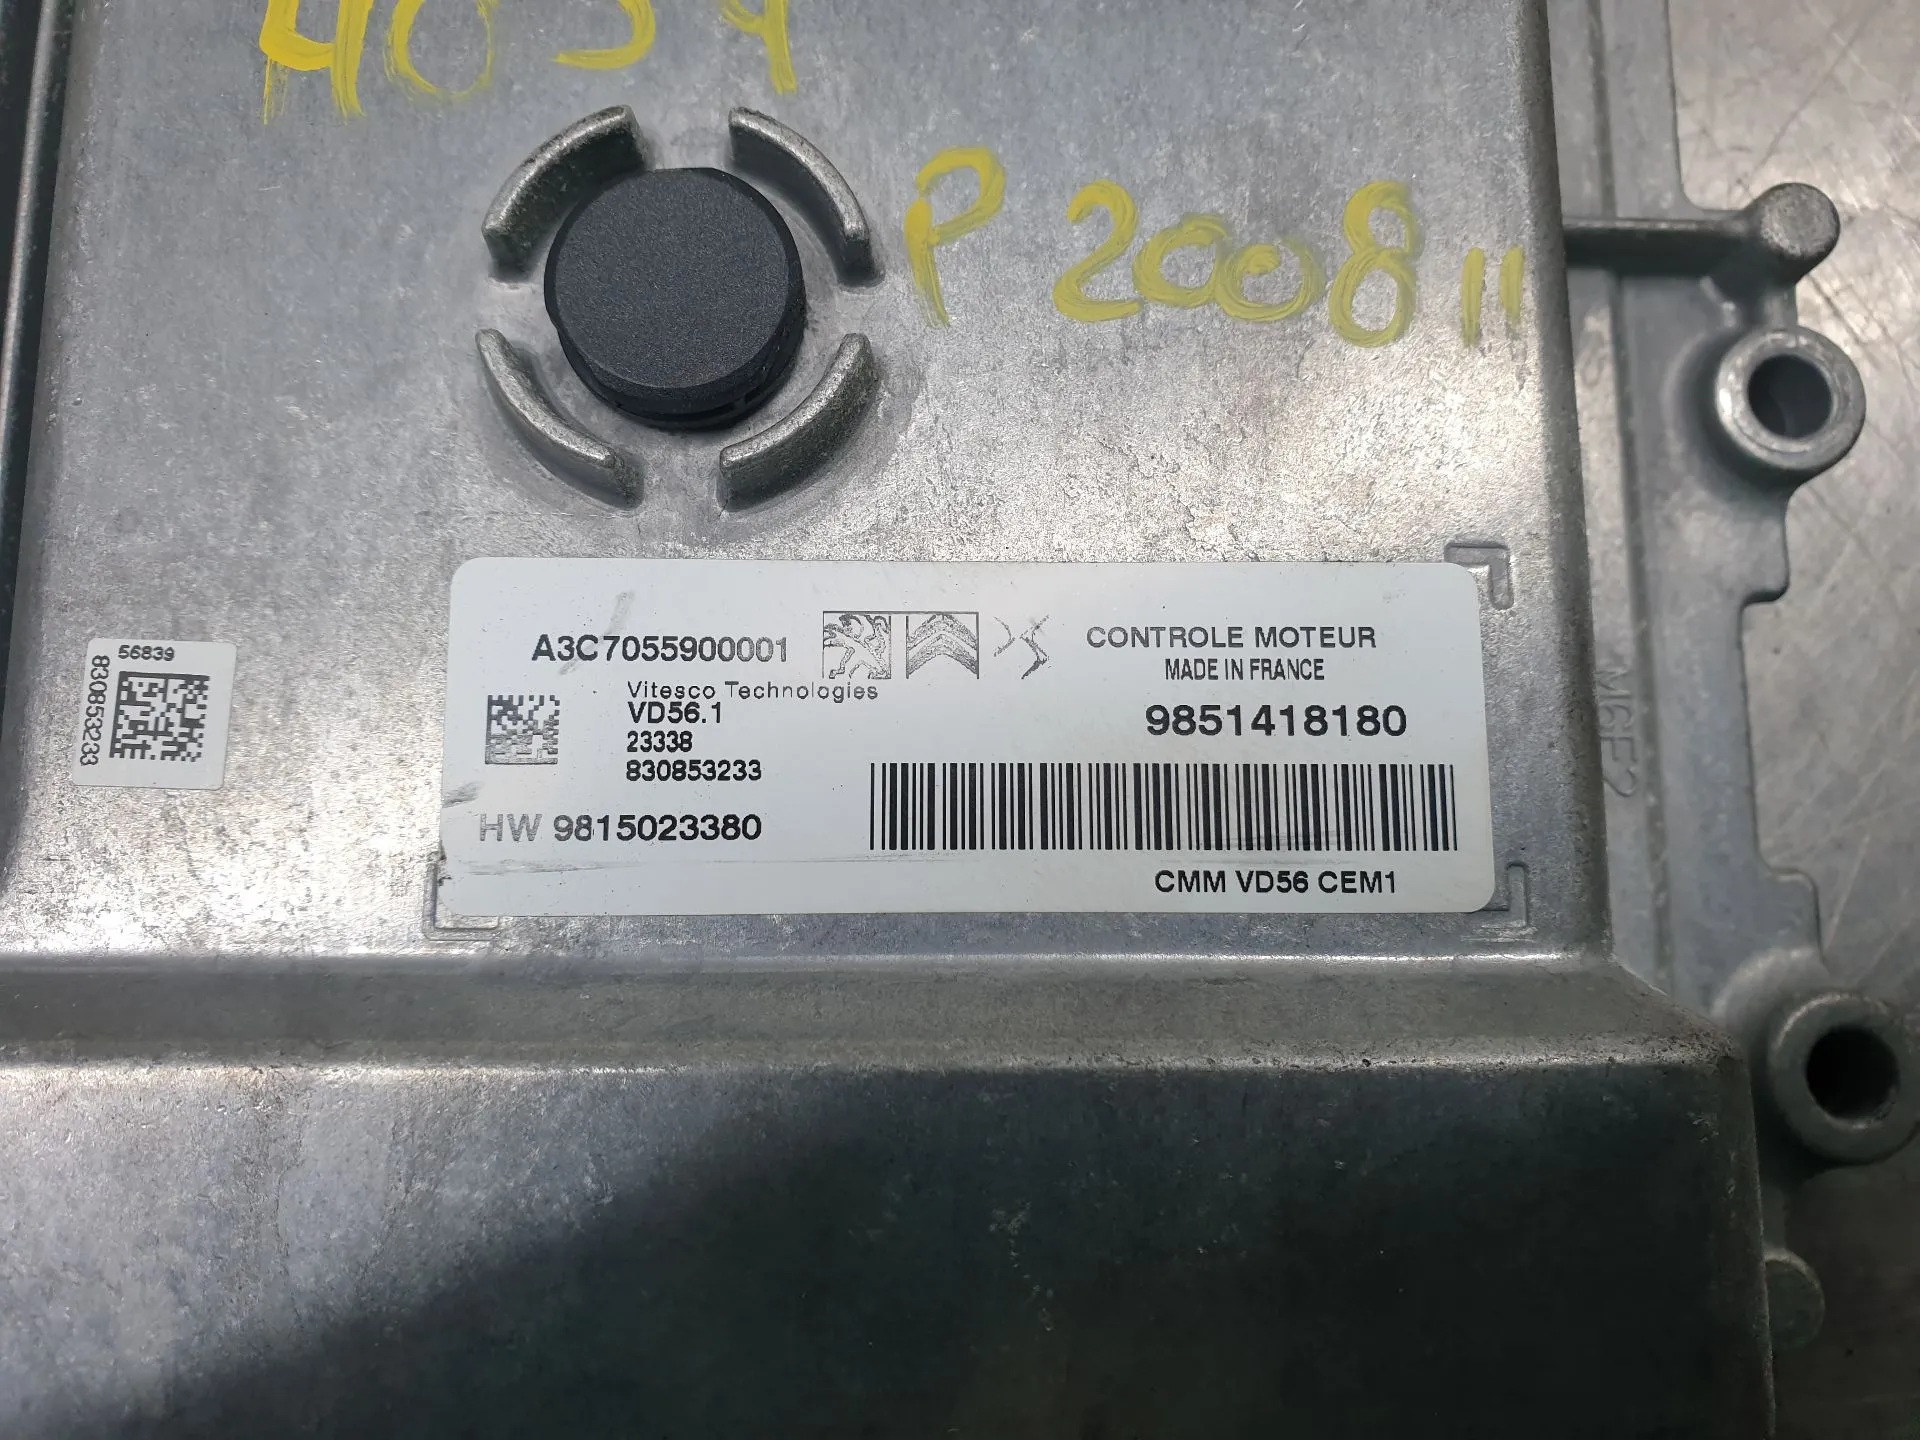 P 2008 II
56839
830853233
A3C7055900001
CONTROLE MOTEUR
MADE IN FRANCE
Vitesco Technologies
VD56.1
23338
830853233
9851418180
HW 9815023380
CMM VD56 CEM1